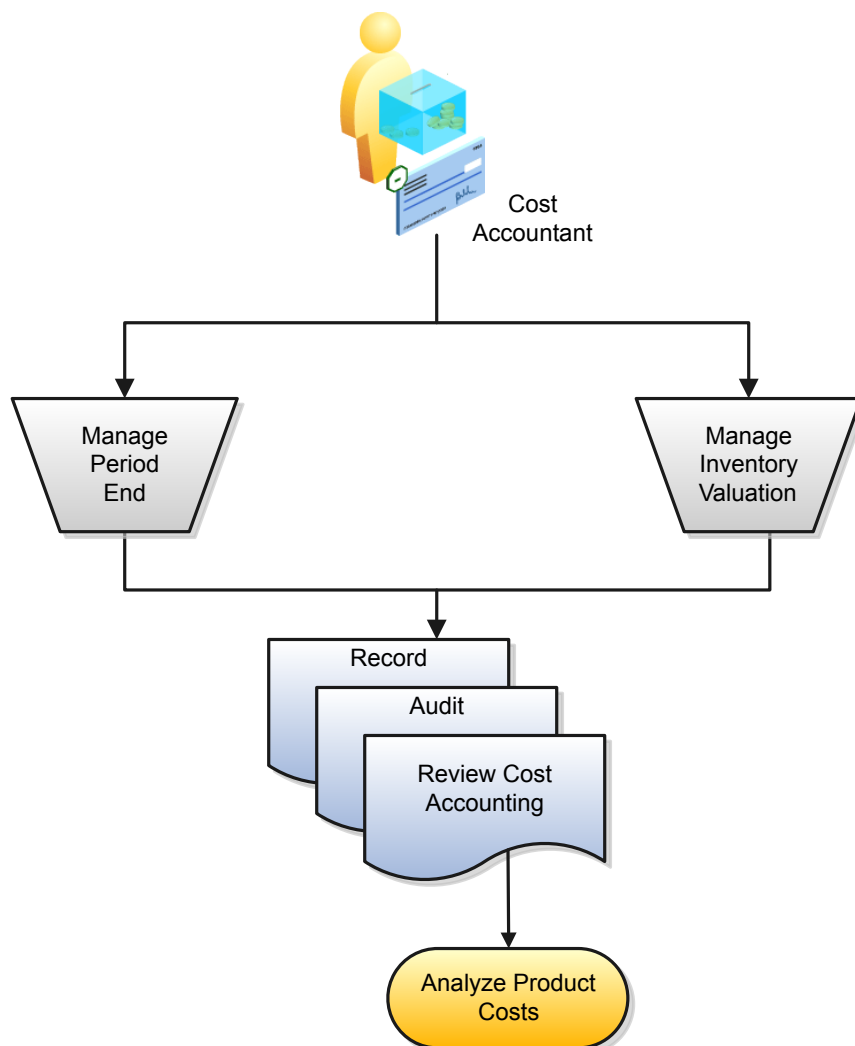 Cost
Accountant
Manage
Period
End
Manage
Inventory
Valuation
Record
Audit
Review Cost
Accounting
Analyze Product
Costs